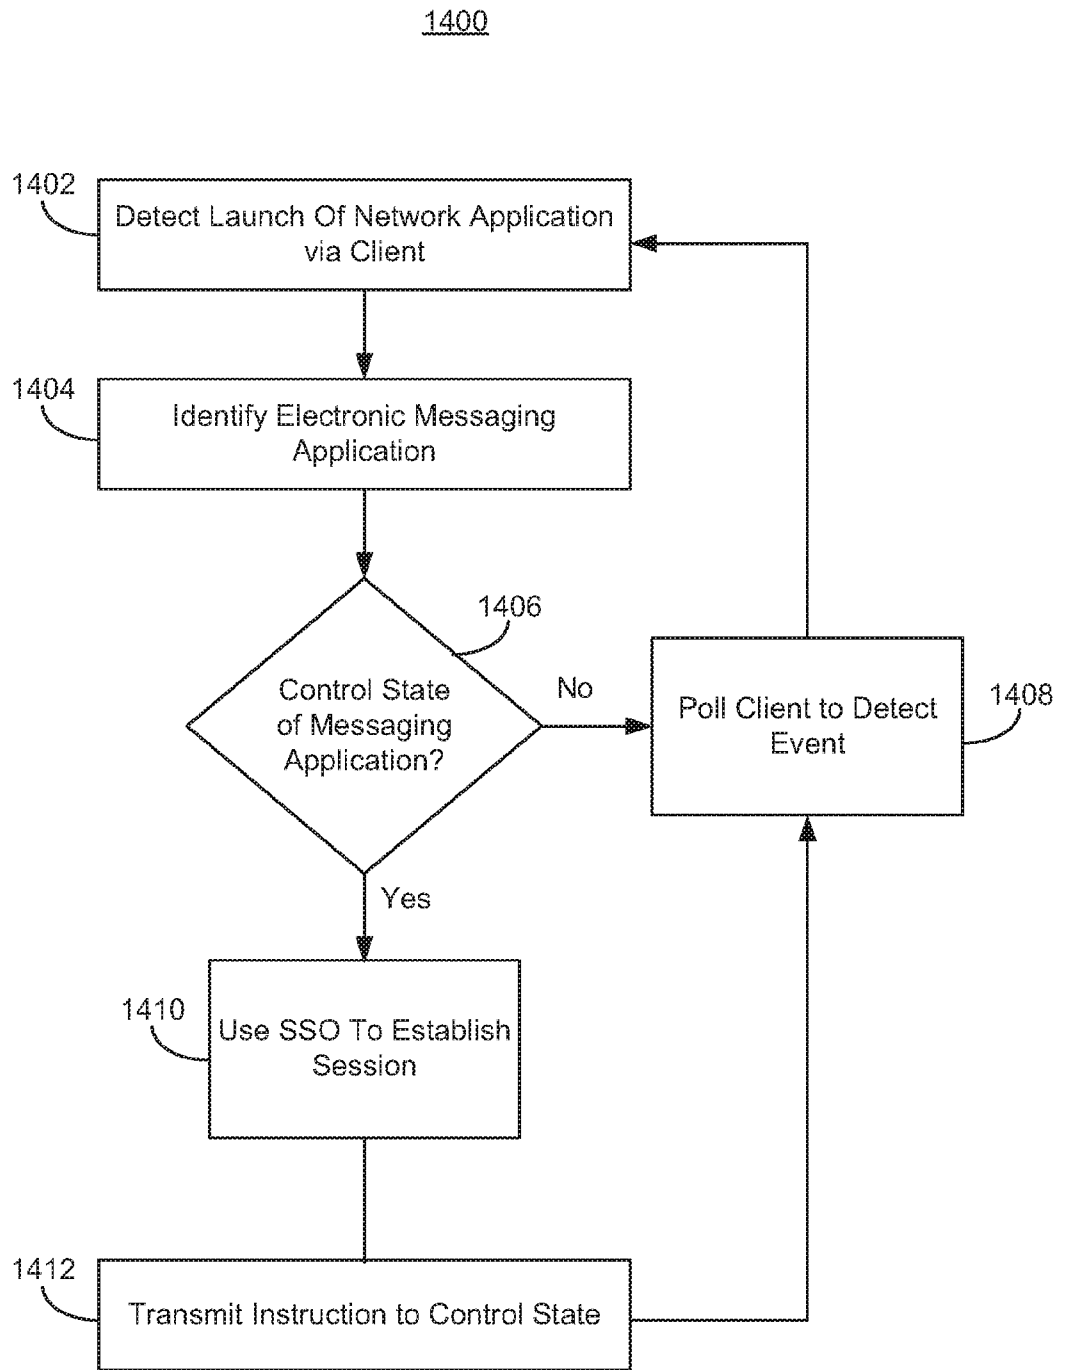 1400
1402
Detect Launch Of Network Application
via Client
1404
Identify Electronic Messaging
Application
1406
Control State
of Messaging
Application?
No
Poll Client to Detect
Event
1408
Yes
1410
Use SSO To Establish
Session
1412
Transmit Instruction to Control State